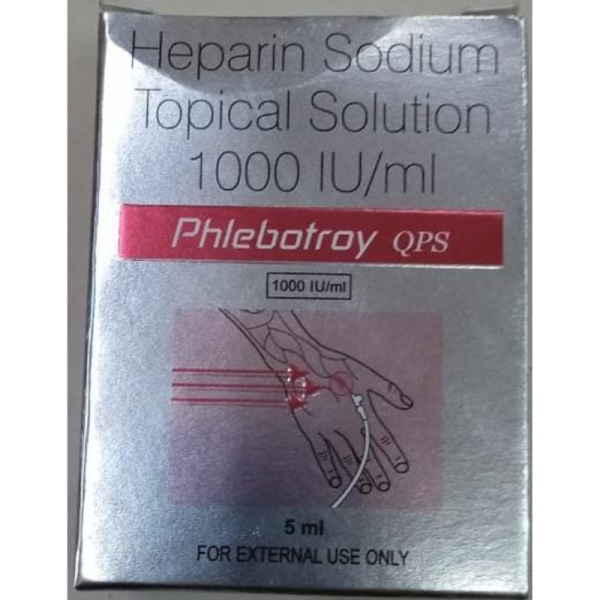 Heparin Sodium
Topical Solution
1000 IU/ml
Phlebotroy QPS
1000 IU/ml
5 ml
FOR EXTERNAL USE ONLY